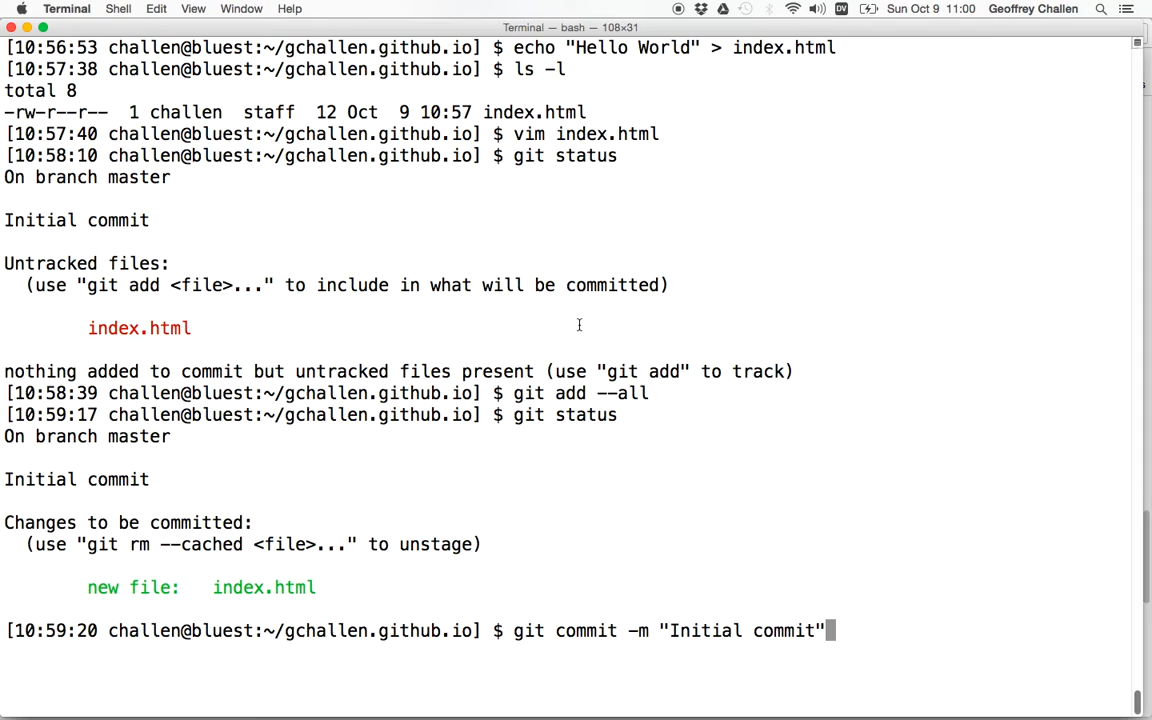 Terminal Shell Edit View Window Help DV Sun Oct 9 11:00 Geoffrey Challen
Terminal — bash — 108×31
[10:56:53 challen@bluest:~/gchallen.github.io] $ echo "Hello World" > index.html
[10:57:38 challen@bluest:~/gchallen.github.io] $ ls -l
total 8
-rw-r--r-- 1 challen staff 12 Oct 9 10:57 index.html
[10:57:40 challen@bluest:~/gchallen.github.io] $ vim index.html
[10:58:10 challen@bluest:~/gchallen.github.io] $ git status
On branch master
Initial commit
Untracked files:
(use "git add <file>..." to include in what will be committed)
index.html
nothing added to commit but untracked files present (use "git add" to track)
[10:58:39 challen@bluest:~/gchallen.github.io] $ git add --all
[10:59:17 challen@bluest:~/gchallen.github.io] $ git status
On branch master
Initial commit
Changes to be committed:
(use "git rm --cached <file>..." to unstage)
new file: index.html
[10:59:20 challen@bluest:~/gchallen.github.io] $ git commit -m "Initial commit"